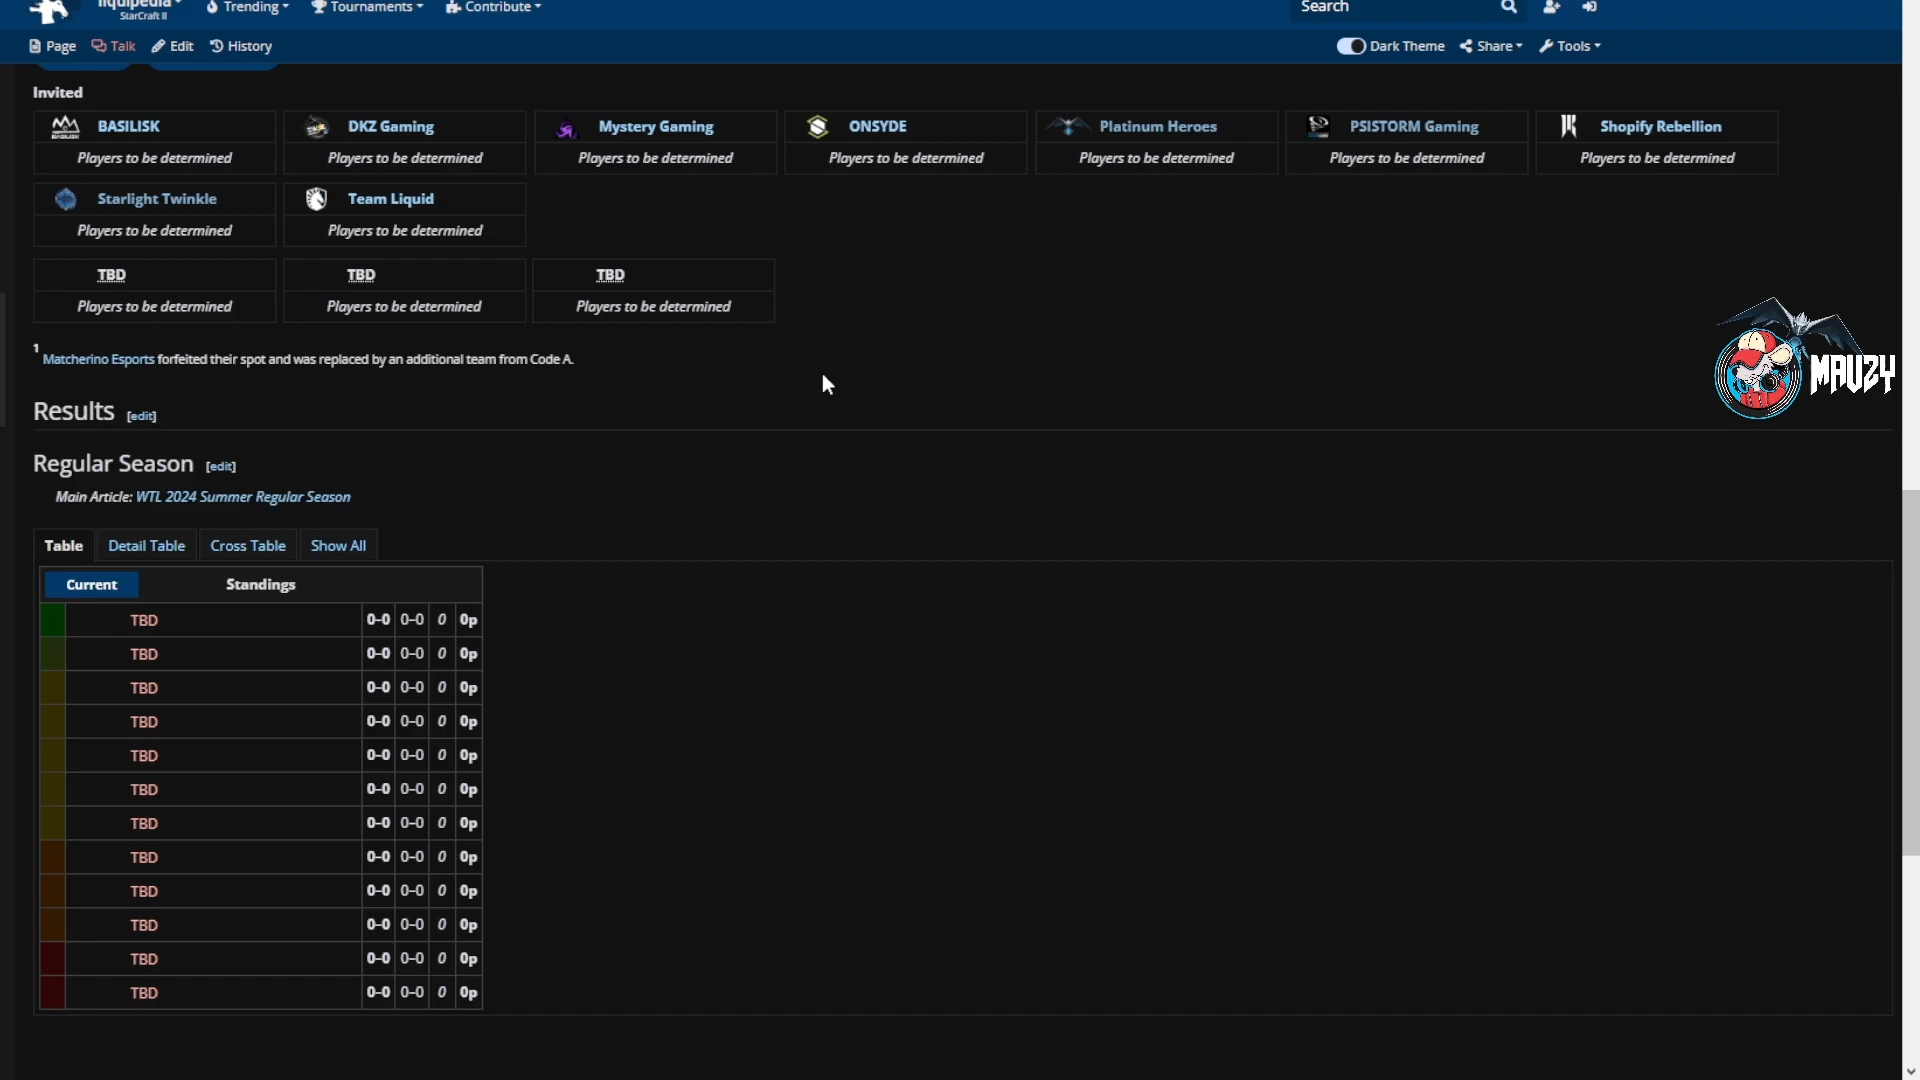 liquipedia
StarCraft II
Trending
Tournaments
Contribute
Search
Page
Talk
Edit
History
Dark Theme
Share
Tools
Invited
BASILISK
DKZ Gaming
Mystery Gaming
ONSYDE
Platinum Heroes
PSISTORM Gaming
Shopify Rebellion
Players to be determined
Players to be determined
Players to be determined
Players to be determined
Players to be determined
Players to be determined
Players to be determined
Starlight Twinkle
Team Liquid
Players to be determined
Players to be determined
TBD
TBD
TBD
Players to be determined
Players to be determined
Players to be determined
1 Matcherino Esports forfeited their spot and was replaced by an additional team from Code A.
MAUZY
Results [edit]
Regular Season [edit]
Main Article: WTL 2024 Summer Regular Season
Table
Detail Table
Cross Table
Show All
Current Standings
TBD 0-0 0-0 0 0p
TBD 0-0 0-0 0 0p
TBD 0-0 0-0 0 0p
TBD 0-0 0-0 0 0p
TBD 0-0 0-0 0 0p
TBD 0-0 0-0 0 0p
TBD 0-0 0-0 0 0p
TBD 0-0 0-0 0 0p
TBD 0-0 0-0 0 0p
TBD 0-0 0-0 0 0p
TBD 0-0 0-0 0 0p
TBD 0-0 0-0 0 0p